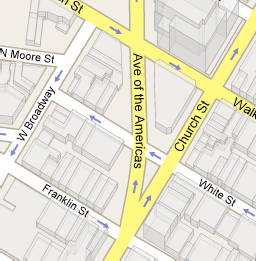 St
N Moore St
N Broadway
Ave of the Americas
Church St
Walk
White St
Franklin St